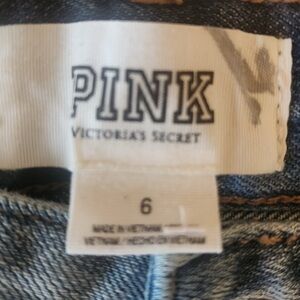 PINK
VICTORIA'S SECRET
6
MADE IN VIETNAM
VIETNAM / HECHO EN VIETNAM